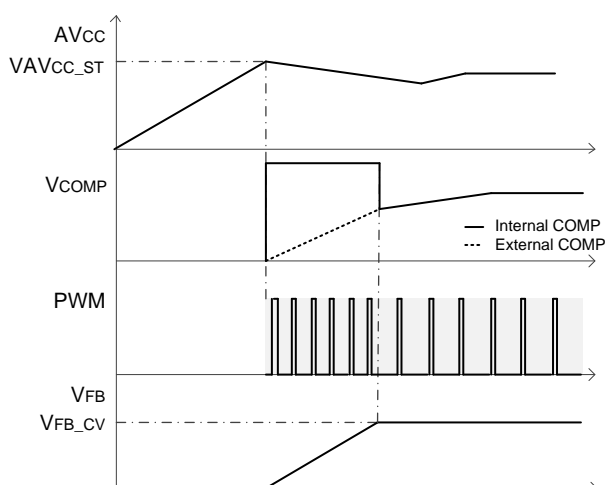 AVCC
VAVCC_ST
VCOMP
Internal COMP
External COMP
PWM
VFB
VFB_CV